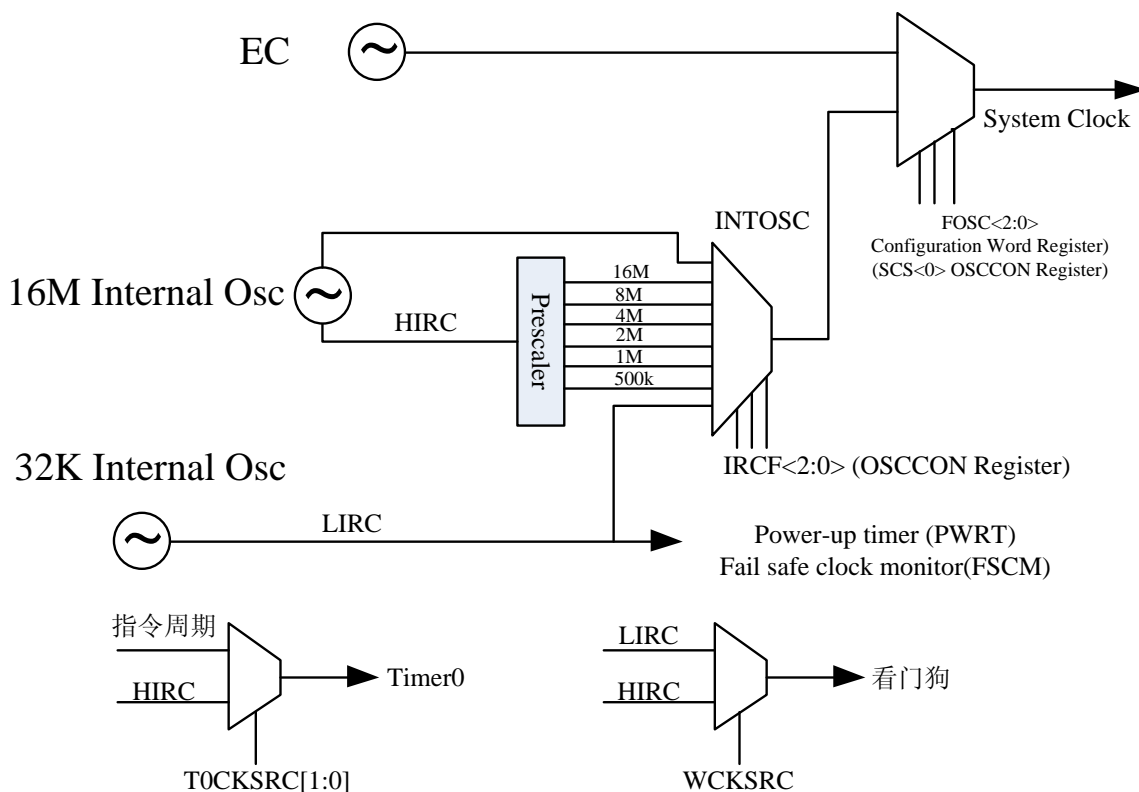 EC
System Clock
FOSC<2:0>
Configuration Word Register)
(SCS<0> OSCCON Register)
INTOSC
16M Internal Osc
HIRC
Prescaler
16M
8M
4M
2M
1M
500k
IRCF<2:0> (OSCCON Register)
32K Internal Osc
LIRC
Power-up timer (PWRT)
Fail safe clock monitor(FSCM)
指令周期
HIRC
Timer0
T0CKSRC[1:0]
LIRC
HIRC
看门狗
WCKSRC